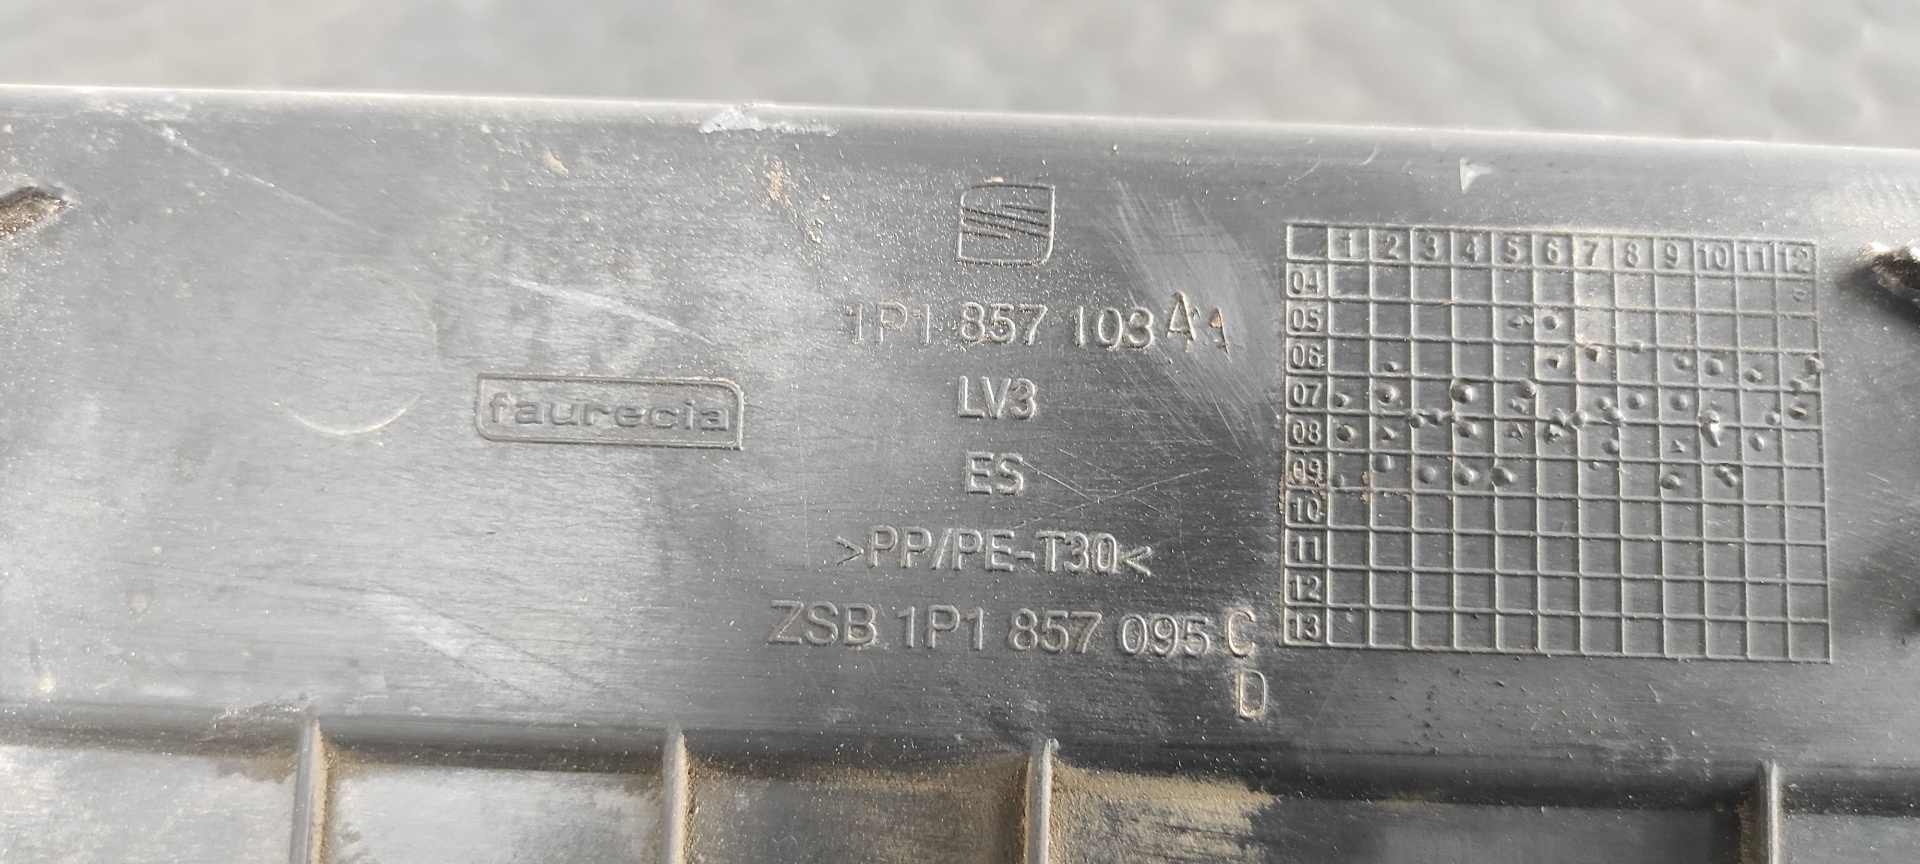 1P1 857 103 A
LV3
faurecia
ES
>PP/PE-T30<
ZSB 1P1 857 095 C
D
1 2 3 4 5 6 7 8 9 10 11 12
04
05
06
07
08
09
10
11
12
13